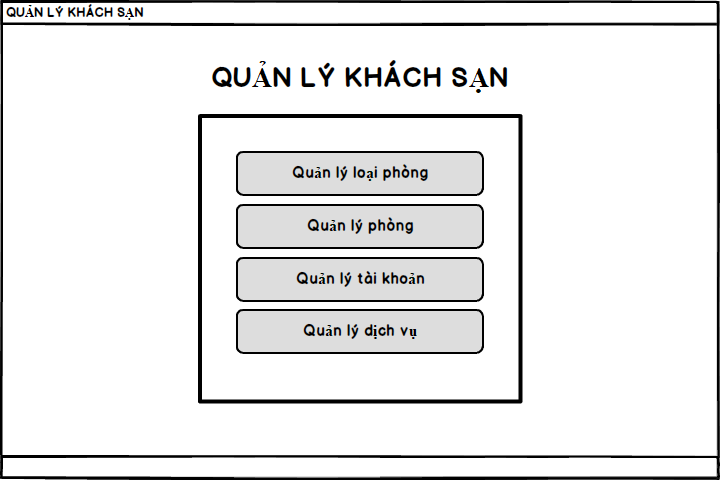 QUẢN LÝ KHÁCH SẠN
QUẢN LÝ KHÁCH SẠN
Quản lý loại phòng
Quản lý phòng
Quản lý tài khoản
Quản lý dịch vụ